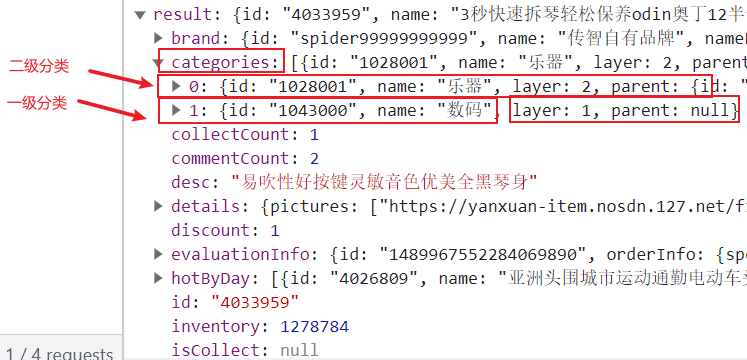 result: {id: "4033959", name: "3秒快速拆琴轻松保养odin奥丁12半
brand: {id: "spider99999999999", name: "传智自有品牌", nameE
二级分类
categories: [{id: "1028001", name: "乐器", layer: 2, parent
0: {id: "1028001", name: "乐器", layer: 2, parent: {id: "
一级分类
1: {id: "1043000", name: "数码", layer: 1, parent: null}
collectCount: 1
commentCount: 2
desc: "易吹性好按键灵敏音色优美全黑琴身"
details: {pictures: ["https://yanxuan-item.nosdn.127.net/f
discount: 1
evaluationInfo: {id: "1489967552284069890", orderInfo: {spe
hotByDay: [{id: "4026809", name: "亚洲头围城市运动通勤电动车头
id: "4033959"
inventory: 1278784
isCollect: null
1 / 4 requests